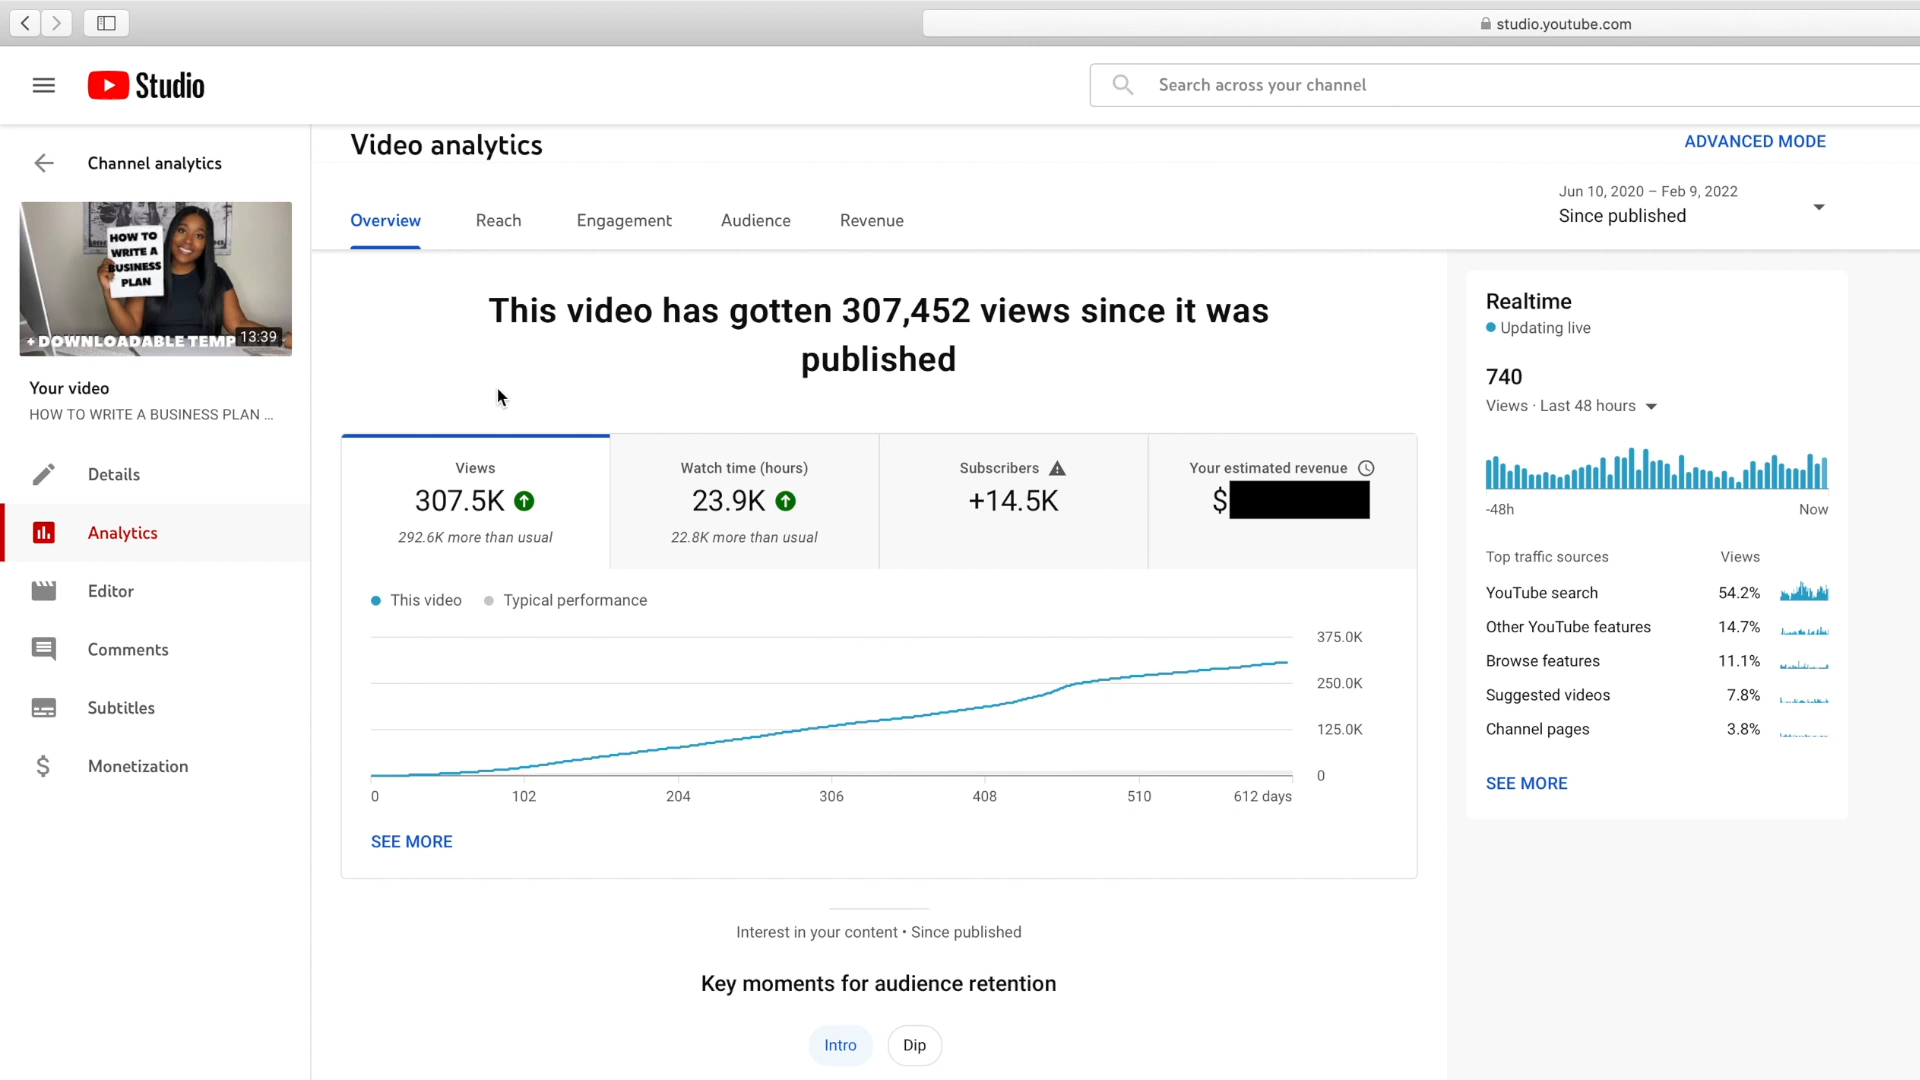 studio.youtube.com
Studio
Search across your channel
Channel analytics
HOW TO
WRITE A
BUSINESS
PLAN
+ DOWNLOADABLE TEMP
13:39
Your video
HOW TO WRITE A BUSINESS PLAN ...
Details
Analytics
Editor
Comments
Subtitles
Monetization
Video analytics
ADVANCED MODE
Overview
Reach
Engagement
Audience
Revenue
Jun 10, 2020 – Feb 9, 2022
Since published
This video has gotten 307,452 views since it was
published
Views
307.5K
292.6K more than usual
Watch time (hours)
23.9K
22.8K more than usual
Subscribers
+14.5K
Your estimated revenue
$
This video
Typical performance
375.0K
250.0K
125.0K
0
0 102 204 306 408 510 612 days
SEE MORE
Interest in your content • Since published
Key moments for audience retention
Intro
Dip
Realtime
Updating live
740
Views · Last 48 hours
-48h Now
Top traffic sources Views
YouTube search 54.2%
Other YouTube features 14.7%
Browse features 11.1%
Suggested videos 7.8%
Channel pages 3.8%
SEE MORE